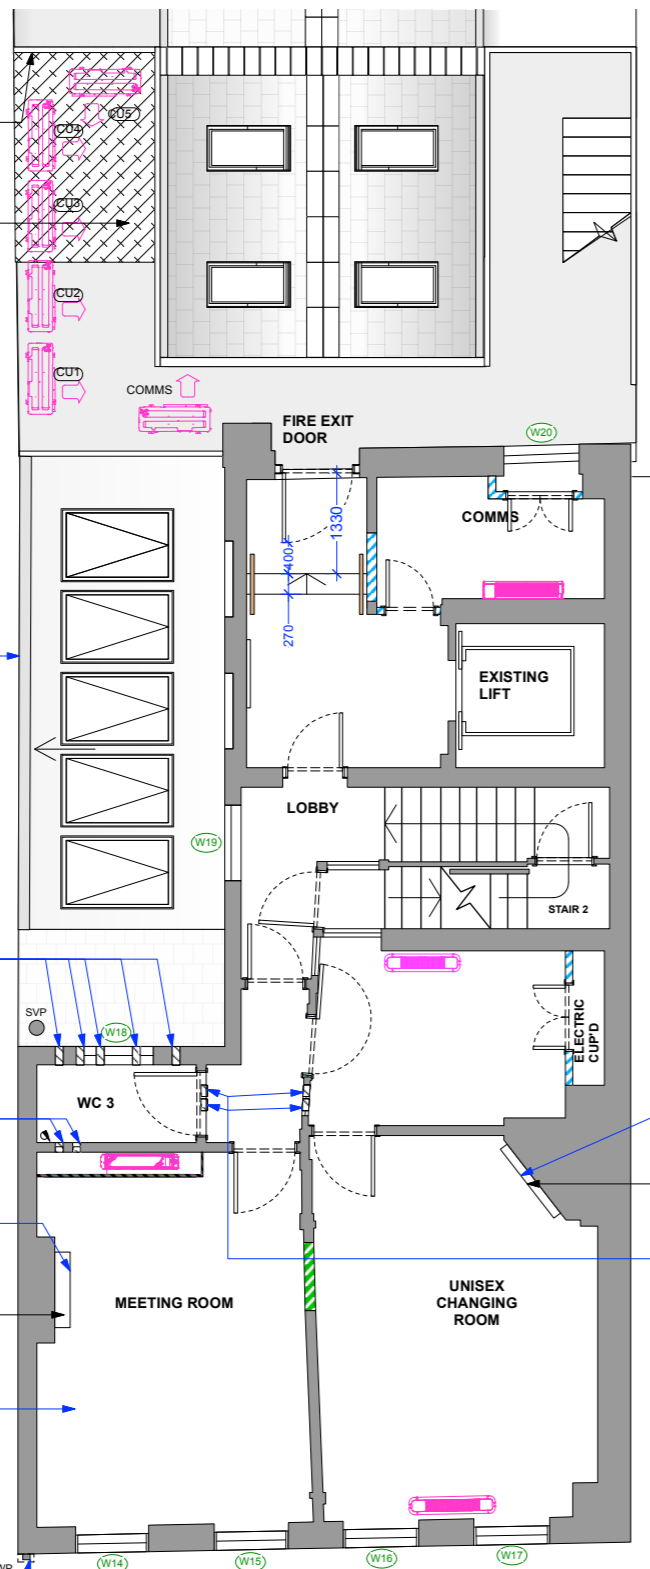 CU5
CU4
CU3
CU2
CU1
COMMS
FIRE EXIT
DOOR
W20
1330
COMMS
400
270
EXISTING
LIFT
LOBBY
W19
STAIR 2
SVP
W18
ELECTRIC
CUP'D
WC 3
MEETING ROOM
UNISEX
CHANGING
ROOM
W14
W15
W16
W17